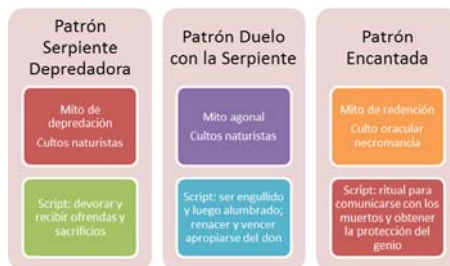 Patrón
Serpiente
Depredadora
Mito de
depredación
Cultos naturistas
Script: devorar y
recibir ofrendas y
sacrificios
Patrón Duelo
con la Serpiente
Mito agonal
Cultos naturistas
Script: ser engullido
y luego alumbrado;
renacer y vencer
apropiarse del don
Patrón
Encantada
Mito de redención
Culto oracular
necromancia
Script: ritual para
comunicarse con los
muertos y obtener
la protección del
genio